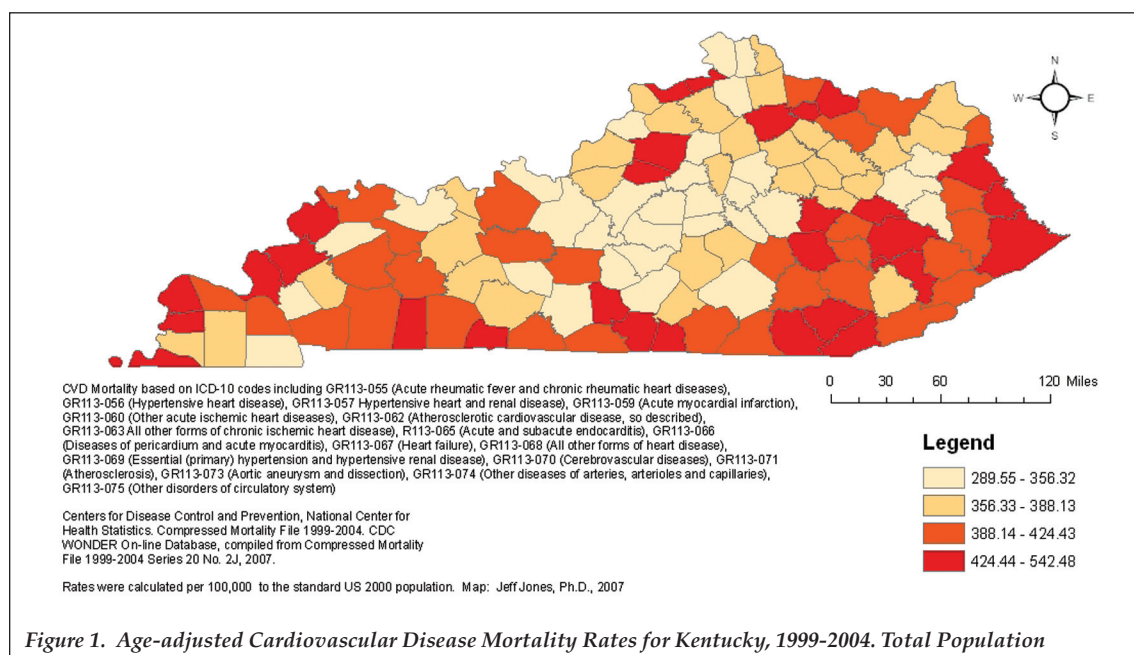 N
W E
S
CVD Mortality based on ICD-10 codes including GR113-055 (Acute rheumatic fever and chronic rheumatic heart diseases),
GR113-056 (Hypertensive heart disease), GR113-057 Hypertensive heart and renal disease), GR113-059 (Acute myocardial infarction),
GR113-060 (Other acute ischemic heart diseases), GR113-062 (Atherosclerotic cardiovascular disease, so described),
GR113-063 All other forms of chronic ischemic heart disease), R113-065 (Acute and subacute endocarditis), GR113-066
(Diseases of pericardium and acute myocarditis), GR113-067 (Heart failure), GR113-068 (All other forms of heart disease),
GR113-069 (Essential (primary) hypertension and hypertensive renal disease), GR113-070 (Cerebrovascular diseases), GR113-071
(Atherosclerosis), GR113-073 (Aortic aneurysm and dissection), GR113-074 (Other diseases of arteries, arterioles and capillaries),
GR113-075 (Other disorders of circulatory system)
Centers for Disease Control and Prevention, National Center for
Health Statistics. Compressed Mortality File 1999-2004. CDC
WONDER On-line Database, compiled from Compressed Mortality
File 1999-2004 Series 20 No. 2J, 2007.
Rates were calculated per 100,000 to the standard US 2000 population. Map: Jeff Jones, Ph.D., 2007
0 30 60 120 Miles
Legend
289.55 - 356.32
356.33 - 388.13
388.14 - 424.43
424.44 - 542.48
Figure 1. Age-adjusted Cardiovascular Disease Mortality Rates for Kentucky, 1999-2004. Total Population